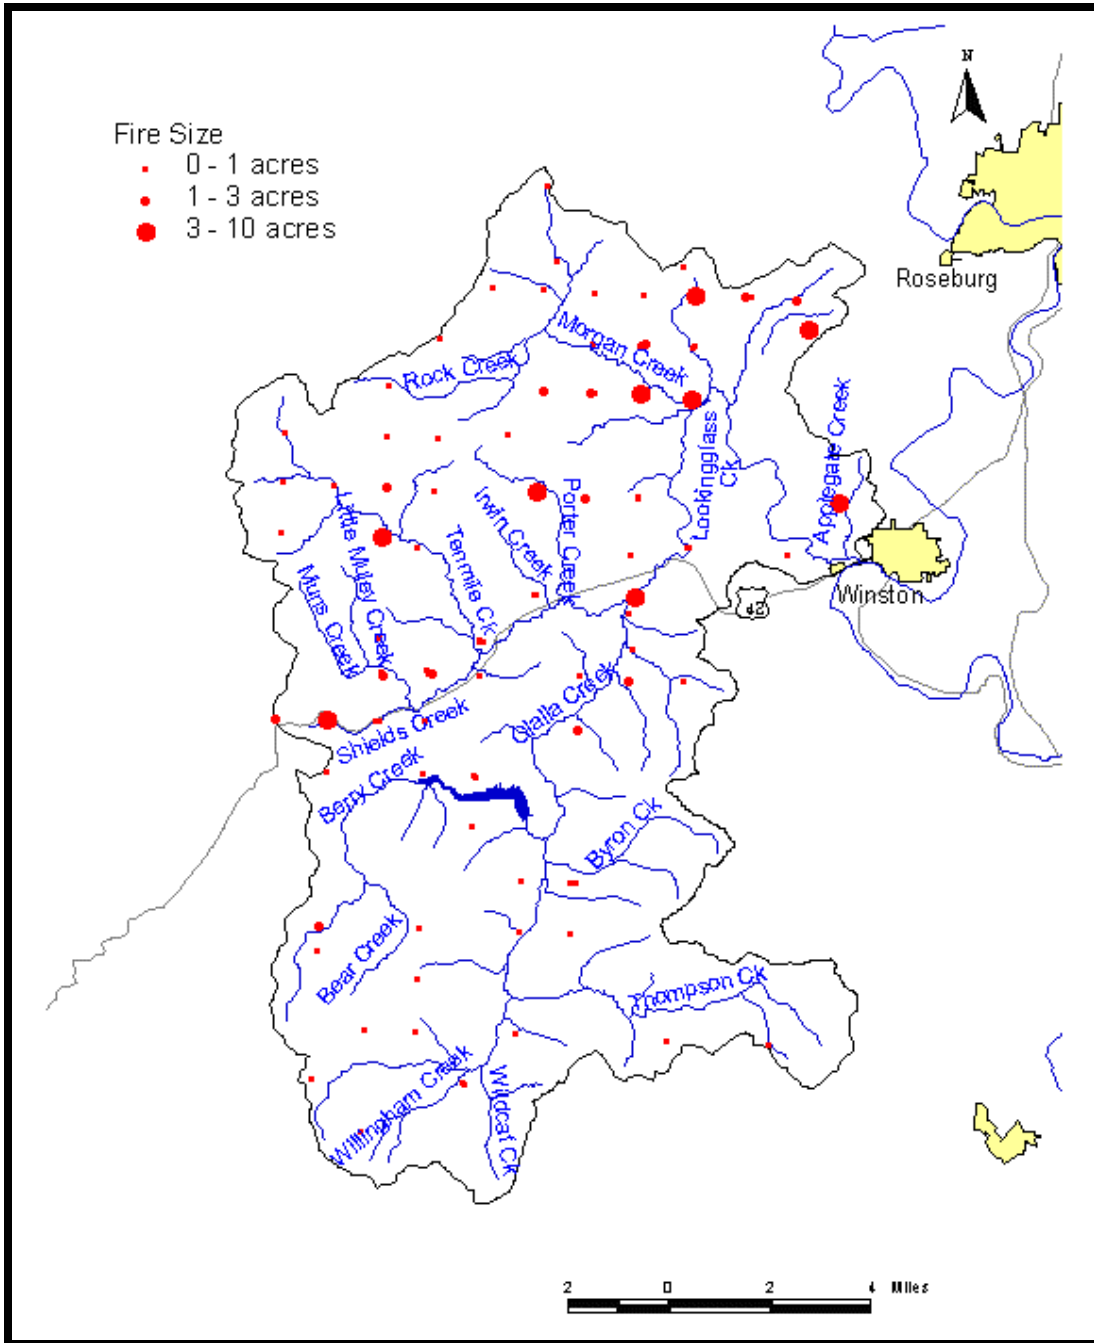 N
Fire Size
0 - 1 acres
1 - 3 acres
3 - 10 acres
Roseburg
Morgan Creek
Rock Creek
Applegate Creek
Lookingglass
Ck
Porter Creek
Irwin Creek
Little Muley Creek
Tenmile Ck
Muns Creek
Winston
42
Olalla Creek
Shields Creek
Berry Creek
Byron Ck
Bear Creek
Thompson Ck
Willingham Creek
Wildcat Ck
2 0 2 4 Miles